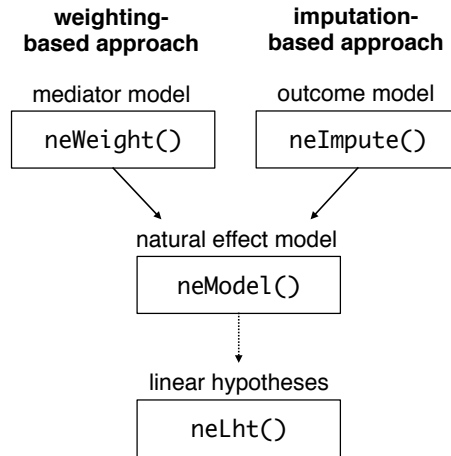 weighting-
based approach
imputation-
based approach
mediator model
outcome model
neWeight()
neImpute()
natural effect model
neModel()
linear hypotheses
neLht()